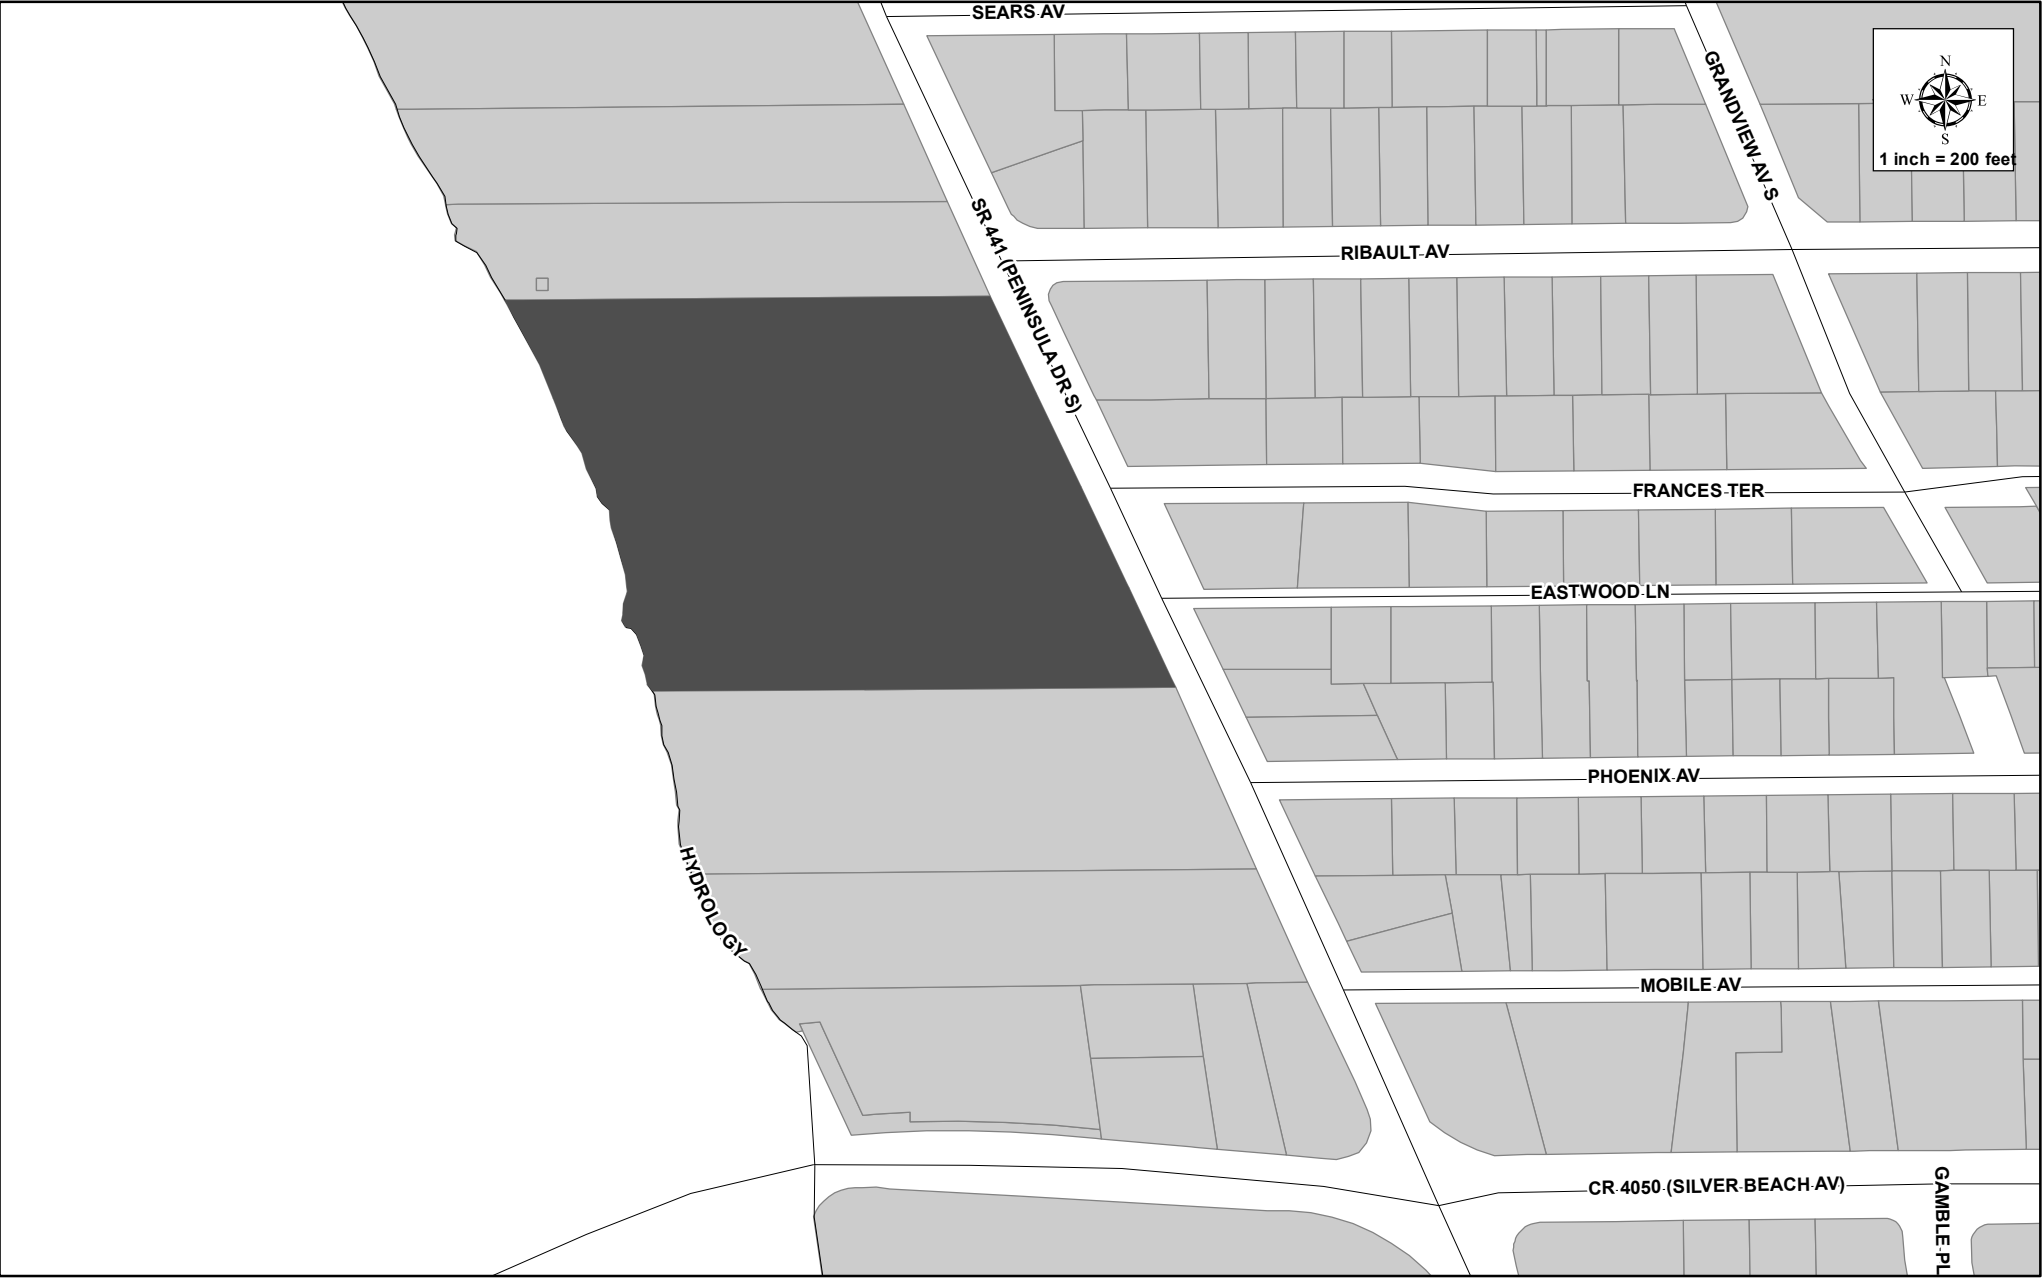 SEARS AV
GRANDVIEW AV S
N
W
E
S
1 inch = 200 feet
SR 441 (PENINSULA DR S)
RIBAULT AV
FRANCES TER
EASTWOOD LN
PHOENIX AV
HYDROLOGY
MOBILE AV
CR 4050 (SILVER BEACH AV)
GAMBLE PL